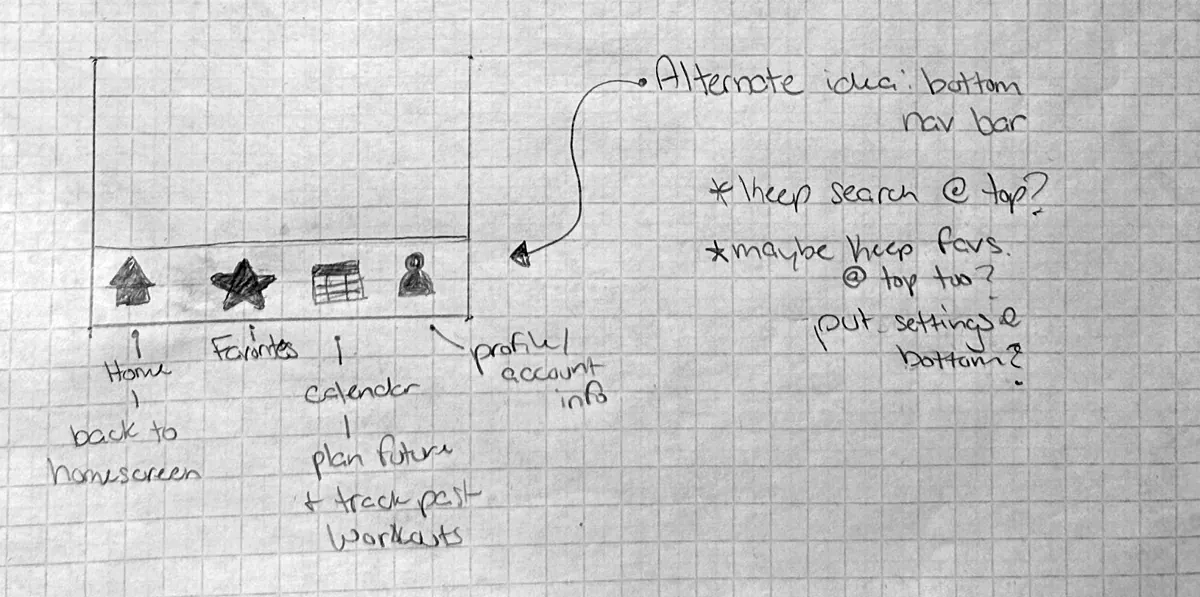 Alternate idea: bottom
nav bar
*keep search @ top?
*maybe keep favs.
@ top too?
put settings @
bottom?
Home
back to
homescreen
Favorites
calendar
plan future
+ track past
workouts
profile/
account
info